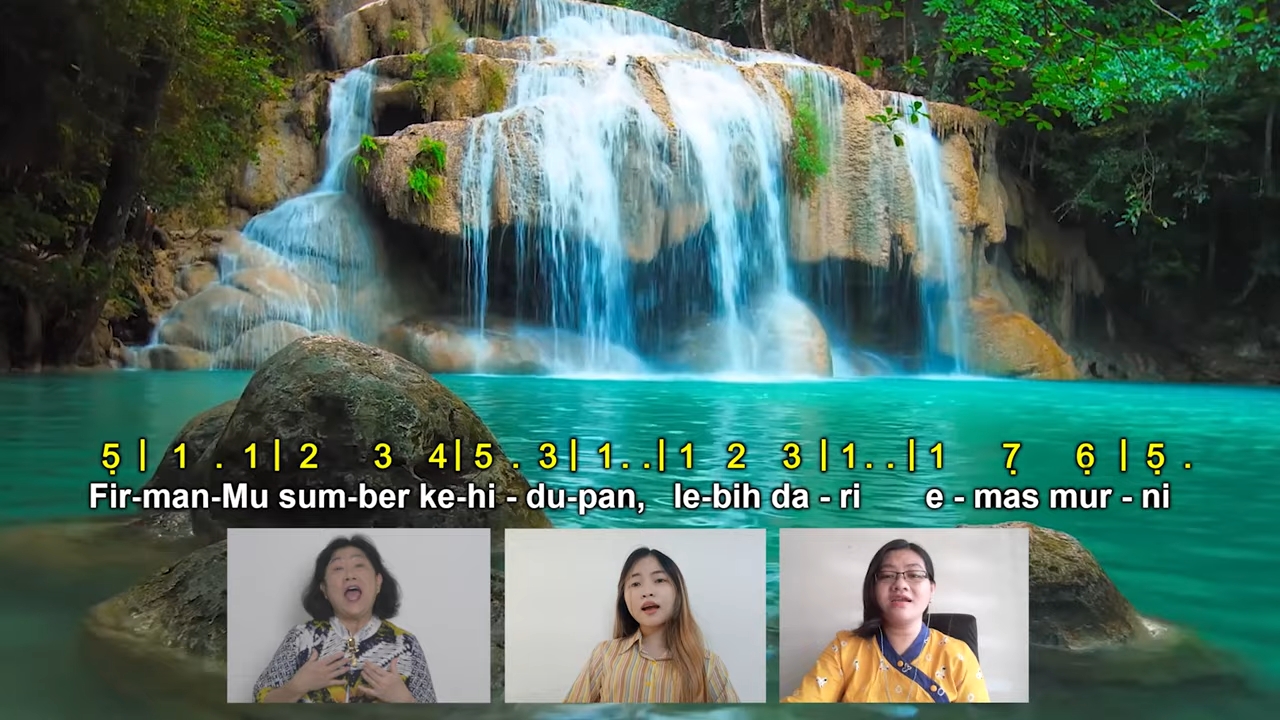 5̣ | 1 . 1 | 2 3 4 | 5 . 3 | 1 . . | 1 2 3 | 1 . . | 1 7̣ 6̣ | 5̣ .
Fir-man-Mu sum-ber ke-hi - du-pan, le-bih da - ri e - mas mur - ni